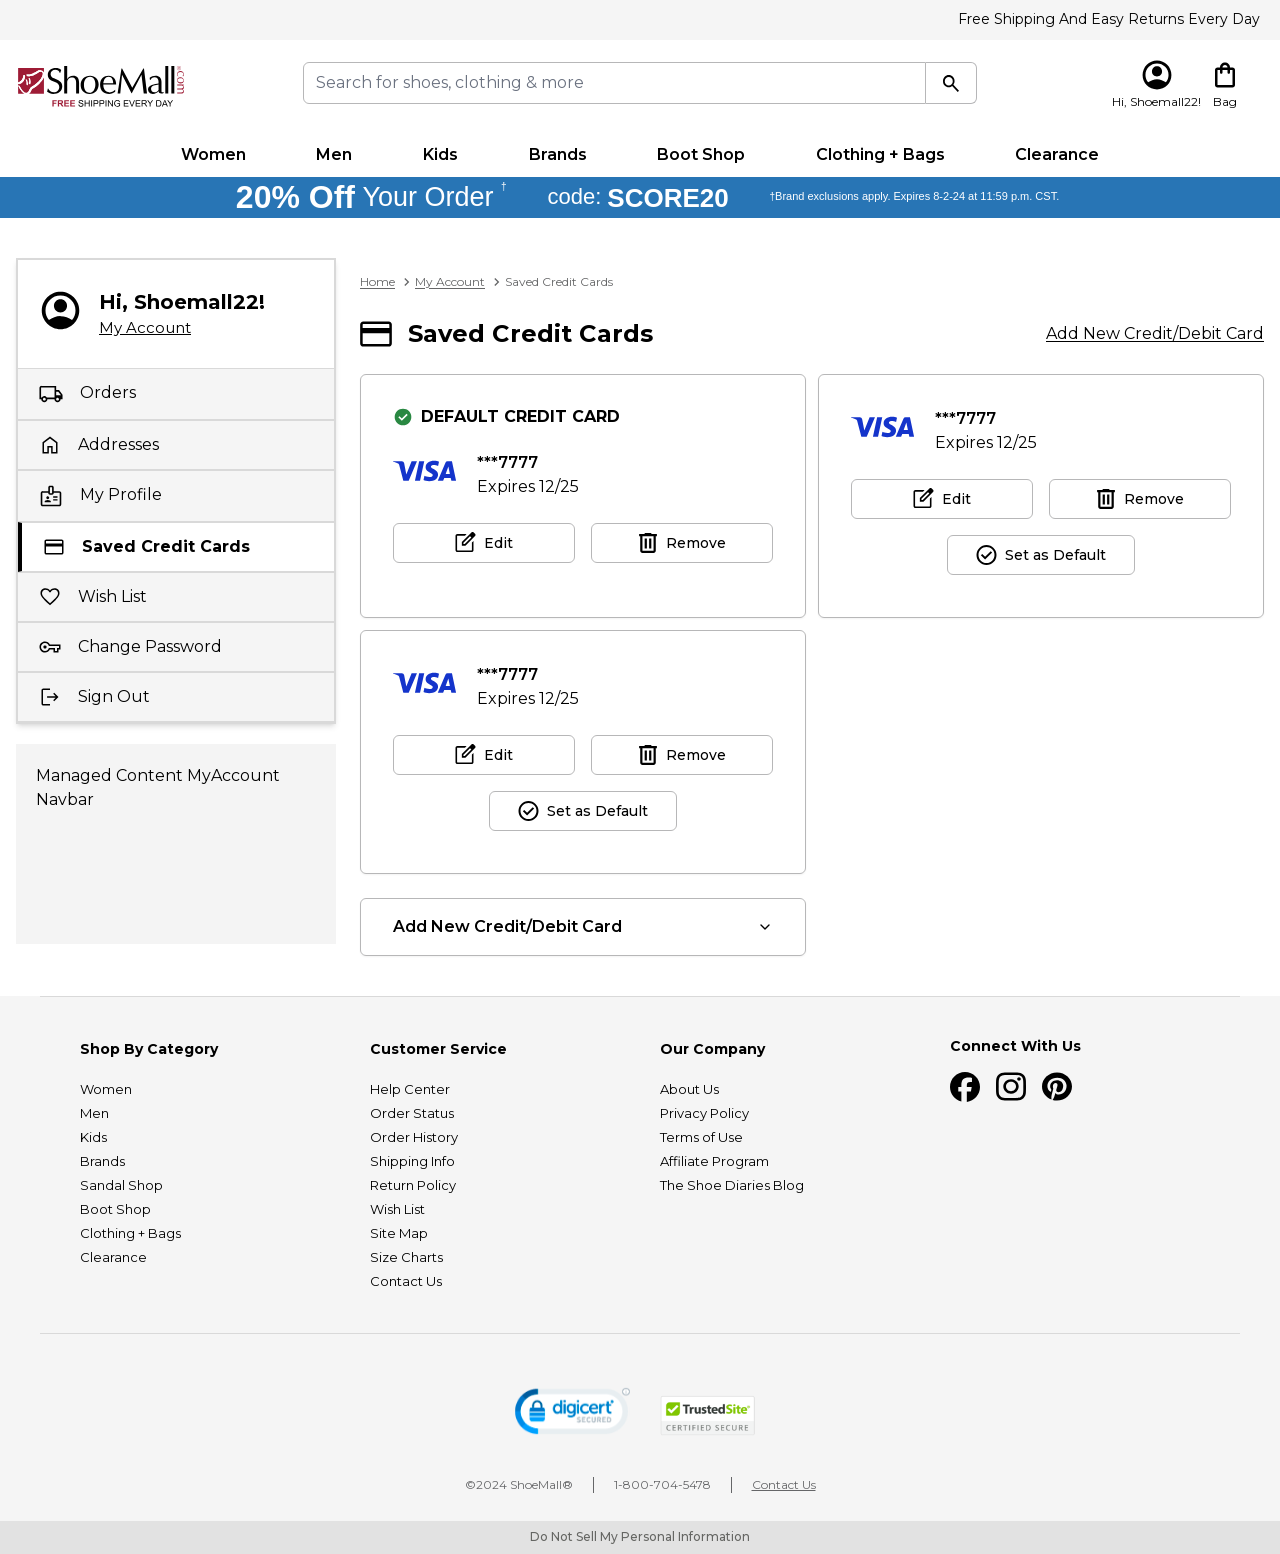 Free Shipping And Easy Returns Every Day
ShoeMall.com
FREE SHIPPING EVERY DAY
Search for shoes, clothing & more
Hi, Shoemall22!
Bag
Women Men Kids Brands Boot Shop Clothing + Bags Clearance
20% Off Your Order † code: SCORE20 †Brand exclusions apply. Expires 8-2-24 at 11:59 p.m. CST.
Hi, Shoemall22!
My Account
Orders
Addresses
My Profile
Saved Credit Cards
Wish List
Change Password
Sign Out
Managed Content MyAccount
Navbar
Home > My Account > Saved Credit Cards
Saved Credit Cards
Add New Credit/Debit Card
DEFAULT CREDIT CARD
VISA
***7777
Expires 12/25
Edit
Remove
VISA
***7777
Expires 12/25
Edit
Remove
Set as Default
VISA
***7777
Expires 12/25
Edit
Remove
Set as Default
Add New Credit/Debit Card
Shop By Category
Women
Men
Kids
Brands
Sandal Shop
Boot Shop
Clothing + Bags
Clearance
Customer Service
Help Center
Order Status
Order History
Shipping Info
Return Policy
Wish List
Site Map
Size Charts
Contact Us
Our Company
About Us
Privacy Policy
Terms of Use
Affiliate Program
The Shoe Diaries Blog
Connect With Us
digicert
SECURED
TrustedSite
CERTIFIED SECURE
©2024 ShoeMall® | 1-800-704-5478 | Contact Us
Do Not Sell My Personal Information